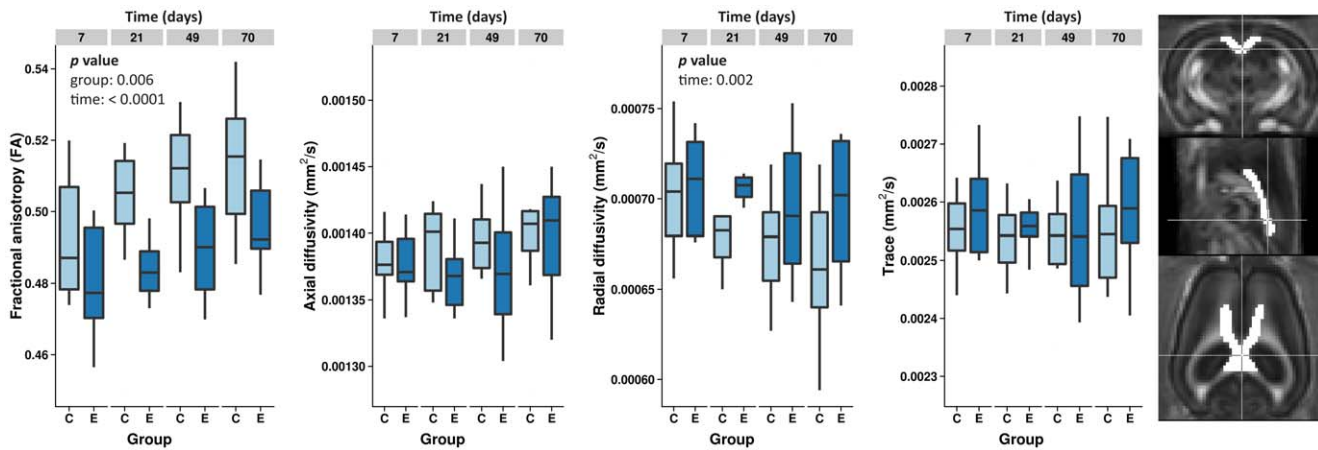 Time (days)
7 21 49 70
p value
group: 0.006
time: < 0.0001
Fractional anisotropy (FA)
0.54
0.52
0.50
0.48
0.46
C E C E C E C E
Group
Time (days)
7 21 49 70
Axial diffusivity (mm²/s)
0.00150
0.00145
0.00140
0.00135
0.00130
C E C E C E C E
Group
Time (days)
7 21 49 70
p value
time: 0.002
Radial diffusivity (mm²/s)
0.00075
0.00070
0.00065
0.00060
C E C E C E C E
Group
Time (days)
7 21 49 70
Trace (mm²/s)
0.0028
0.0027
0.0026
0.0025
0.0024
0.0023
C E C E C E C E
Group